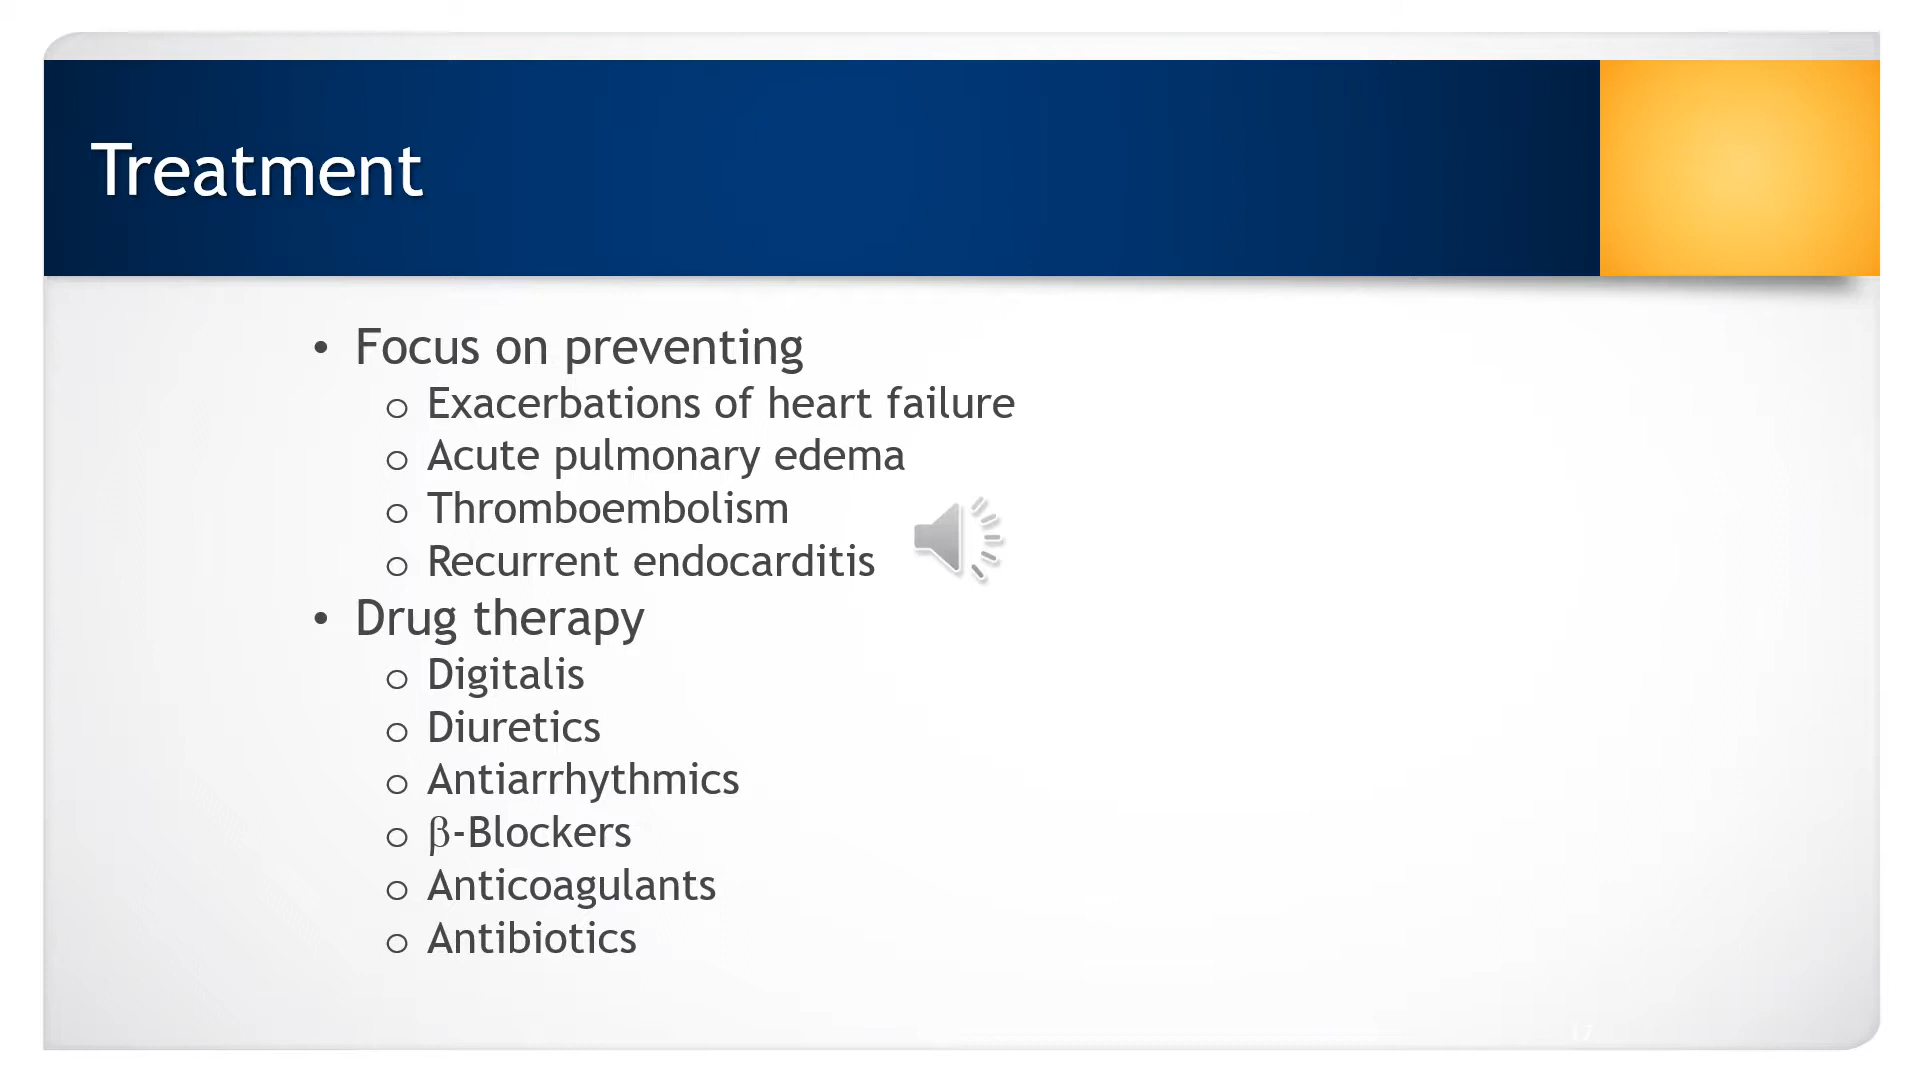 Treatment
• Focus on preventing
o Exacerbations of heart failure
o Acute pulmonary edema
o Thromboembolism
o Recurrent endocarditis
• Drug therapy
o Digitalis
o Diuretics
o Antiarrhythmics
o β-Blockers
o Anticoagulants
o Antibiotics
17